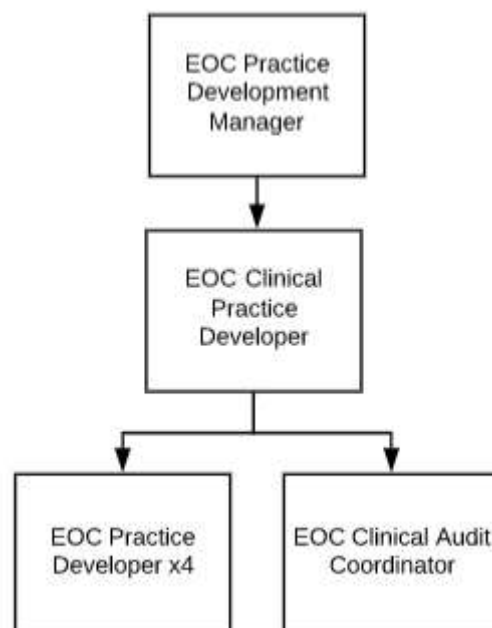 EOC Practice
Development
Manager
EOC Clinical
Practice
Developer
EOC Practice
Developer x4
EOC Clinical Audit
Coordinator